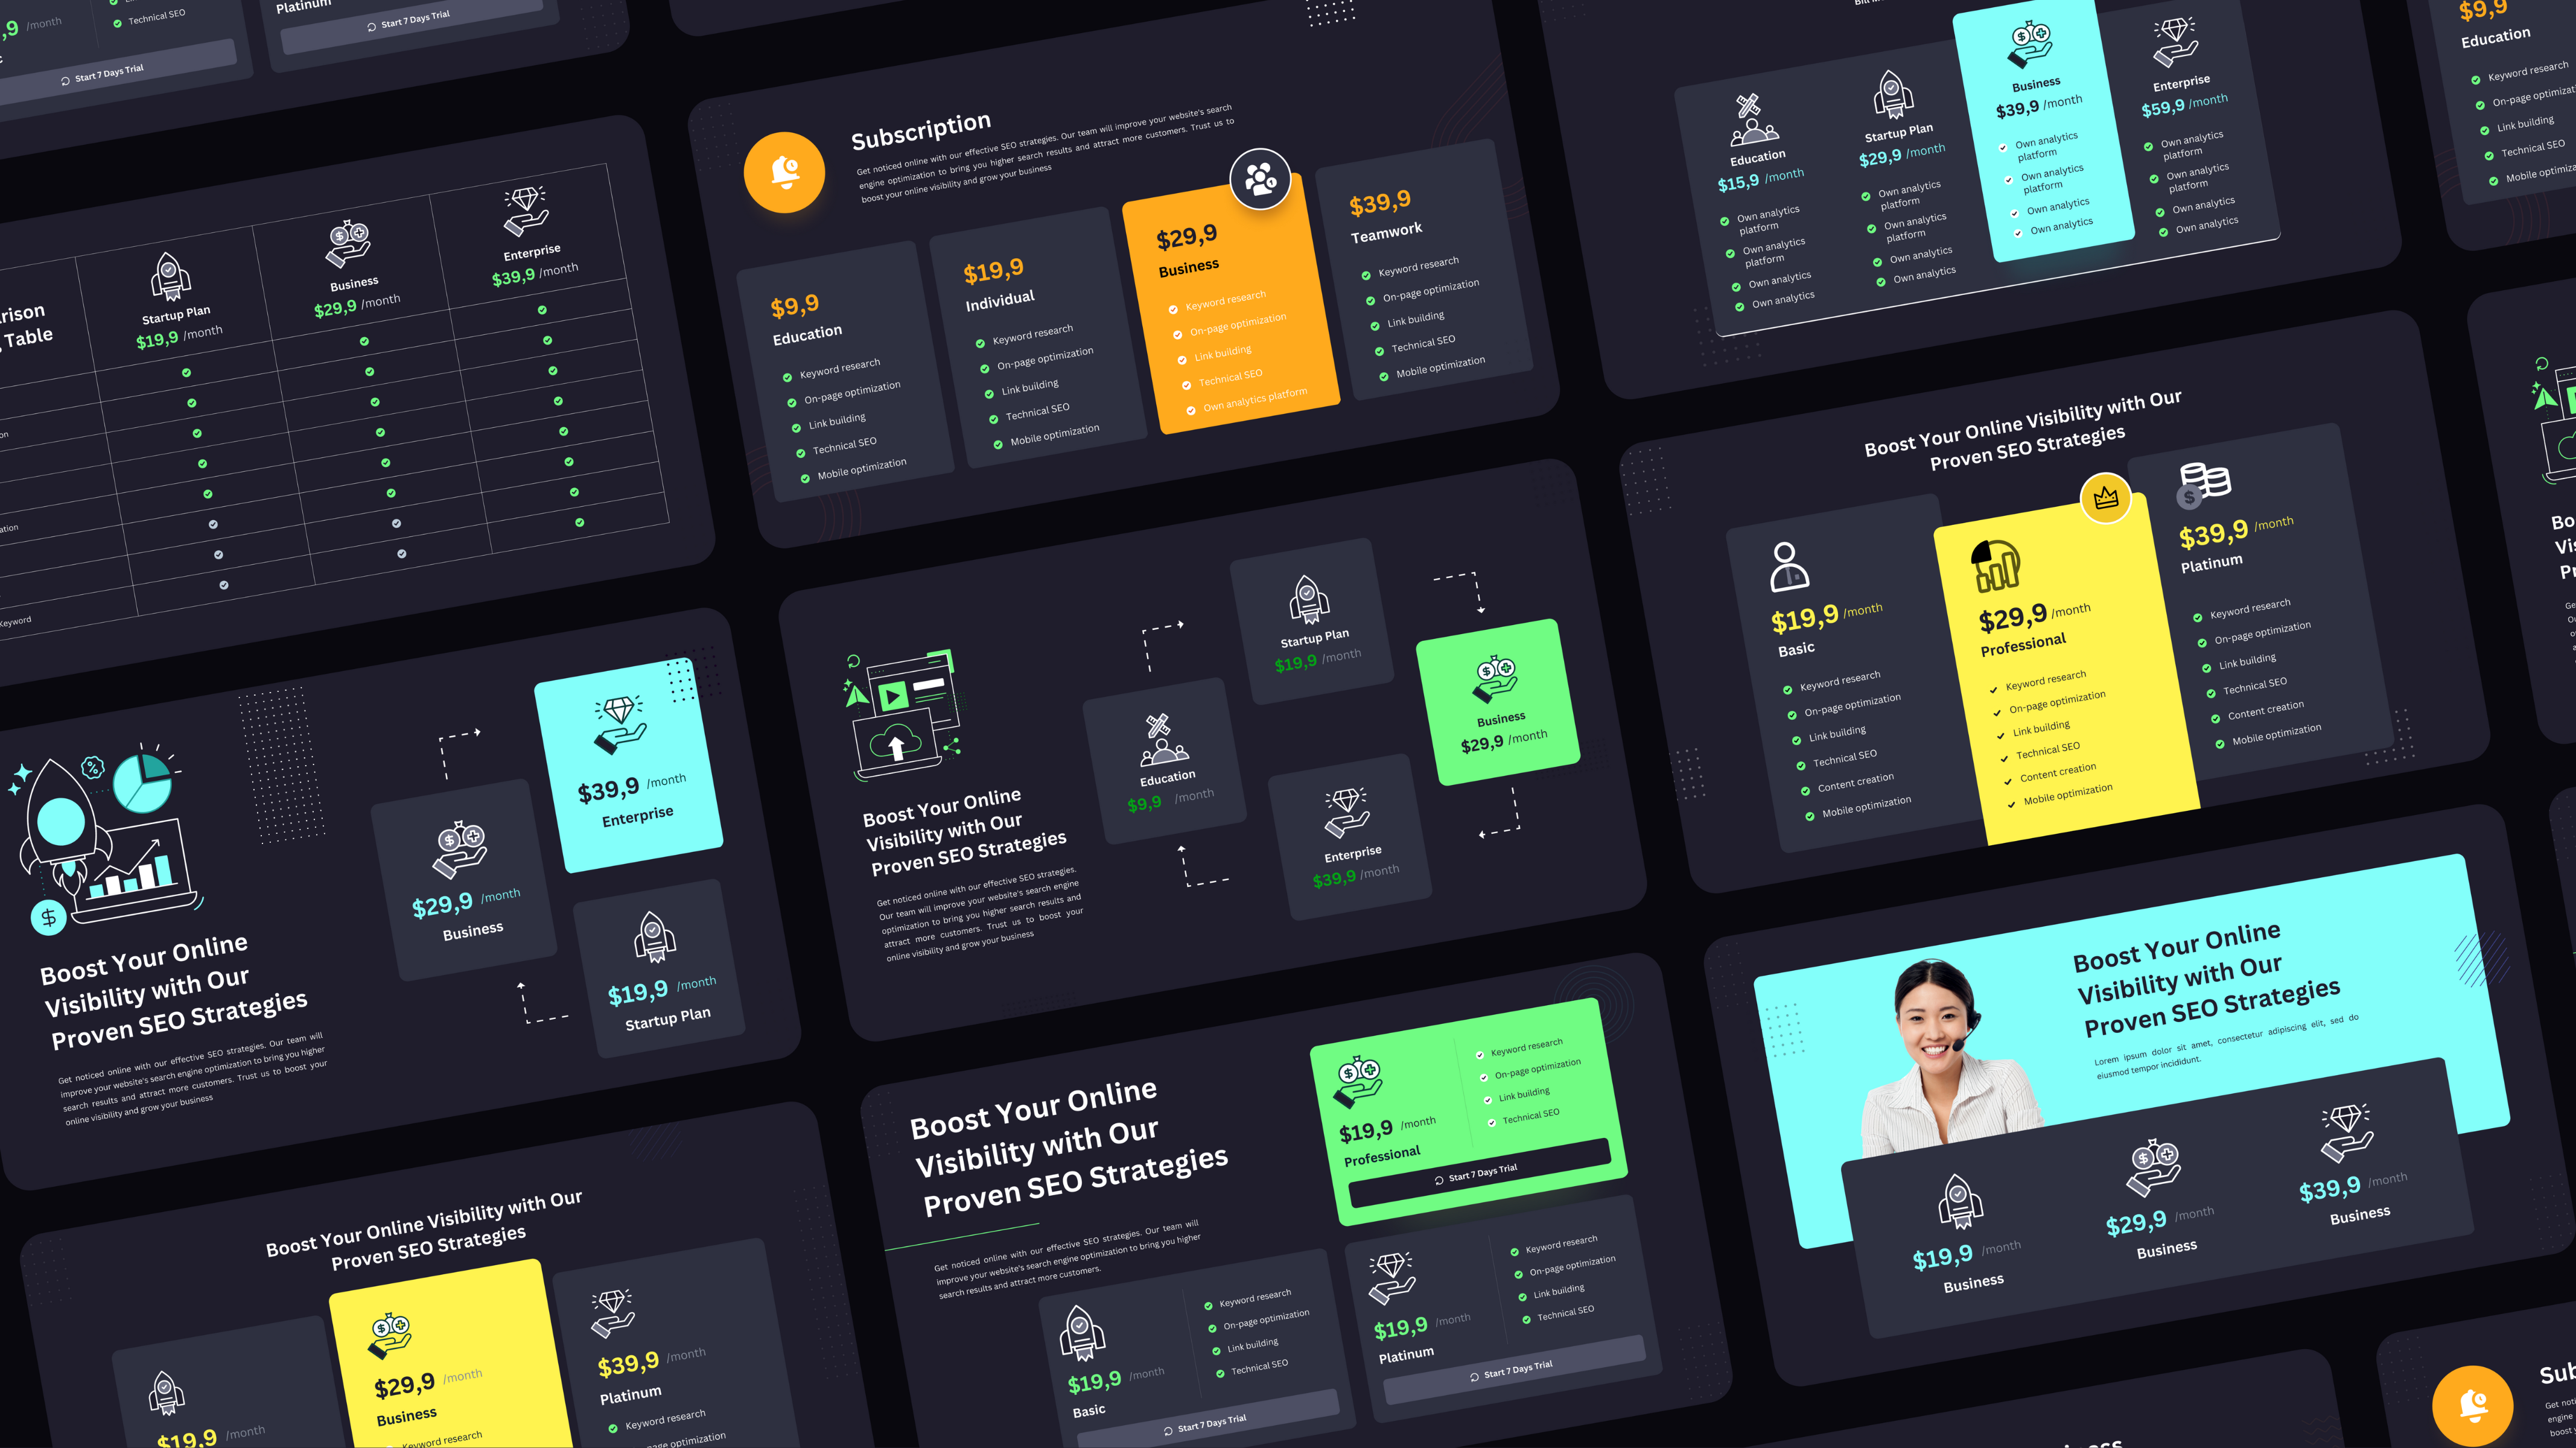 ,9 /month
Technical SEO
Start 7 Days Trial
Platinum
Start 7 Days Trial
Table
Startup Plan
$19,9 /month
Business
$29,9 /month
Enterprise
$39,9 /month
Keyword
Subscription
Get noticed online with our effective SEO strategies. Our team will improve your website's search
engine optimization to bring you higher search results and attract more customers. Trust us to
boost your online visibility and grow your business
$9,9
Education
Keyword research
On-page optimization
Link building
Technical SEO
Mobile optimization
$19,9
Individual
Keyword research
On-page optimization
Link building
Technical SEO
Mobile optimization
$29,9
Business
Keyword research
On-page optimization
Link building
Technical SEO
Own analytics platform
$39,9
Teamwork
Keyword research
On-page optimization
Link building
Technical SEO
Mobile optimization
Education
$15,9 /month
Own analytics
platform
Own analytics
platform
Own analytics
Own analytics
Startup Plan
$29,9 /month
Own analytics
platform
Own analytics
platform
Own analytics
Own analytics
Business
$39,9 /month
Own analytics
platform
Own analytics
platform
Own analytics
Own analytics
Enterprise
$59,9 /month
Own analytics
platform
Own analytics
platform
Own analytics
Own analytics
$9,9
Education
Keyword research
On-page
Link building
Technical SEO
Mobile
Boost Your Online
Visibility with Our
Proven SEO Strategies
Get noticed online with our effective SEO strategies. Our team will
improve your website's search engine optimization to bring you higher
search results and attract more customers. Trust us to boost your
online visibility and grow your business
$29,9 /month
Business
$39,9 /month
Enterprise
$19,9 /month
Startup Plan
Boost Your Online
Visibility with Our
Proven SEO Strategies
Get noticed online with our effective SEO strategies.
Our team will improve your website's search engine
optimization to bring you higher search results and
attract more customers. Trust us to boost your
online visibility and grow your business
Startup Plan
$19,9 /month
Education
$9,9 /month
Business
$29,9 /month
Enterprise
$39,9 /month
Boost Your Online Visibility with Our
Proven SEO Strategies
$19,9 /month
Basic
Keyword research
On-page optimization
Link building
Technical SEO
Content creation
Mobile optimization
$29,9 /month
Professional
Keyword research
On-page optimization
Link building
Technical SEO
Content creation
Mobile optimization
$39,9 /month
Platinum
Keyword research
On-page optimization
Link building
Technical SEO
Content creation
Mobile optimization
Boost Your Online Visibility with Our
Proven SEO Strategies
$19,9 /month
$29,9 /month
Business
Keyword research
$39,9 /month
Platinum
Keyword research
optimization
Boost Your Online
Visibility with Our
Proven SEO Strategies
Get noticed online with our effective SEO strategies. Our team will
improve your website's search engine optimization to bring you higher
search results and attract more customers.
$19,9 /month
Professional
Keyword research
On-page optimization
Link building
Technical SEO
Start 7 Days Trial
$19,9 /month
Basic
Keyword research
On-page optimization
Link building
Technical SEO
Start 7 Days Trial
$19,9 /month
Platinum
Keyword research
On-page optimization
Link building
Technical SEO
Start 7 Days Trial
Boost Your Online
Visibility with Our
Proven SEO Strategies
Lorem ipsum dolor sit amet, consectetur adipiscing elit, sed do
eiusmod tempor incididunt.
$19,9 /month
Business
$29,9 /month
Business
$39,9 /month
Business
Get
engine
boost